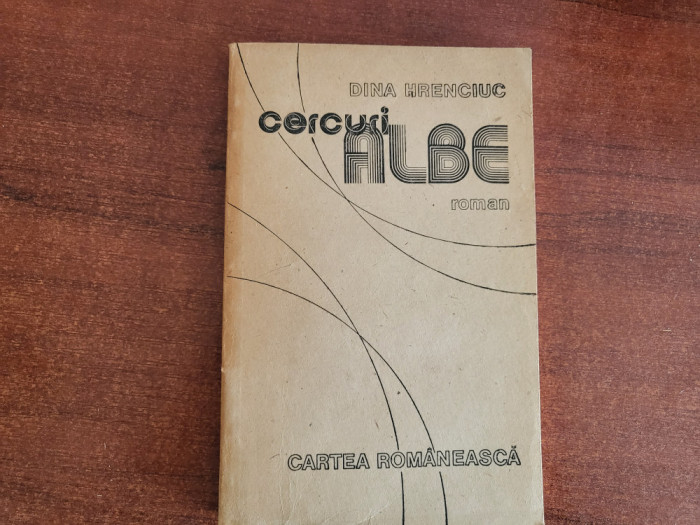 DINA HRENCIUC
cercuri
ALBE
roman
CARTEA ROMÂNEASCĂ